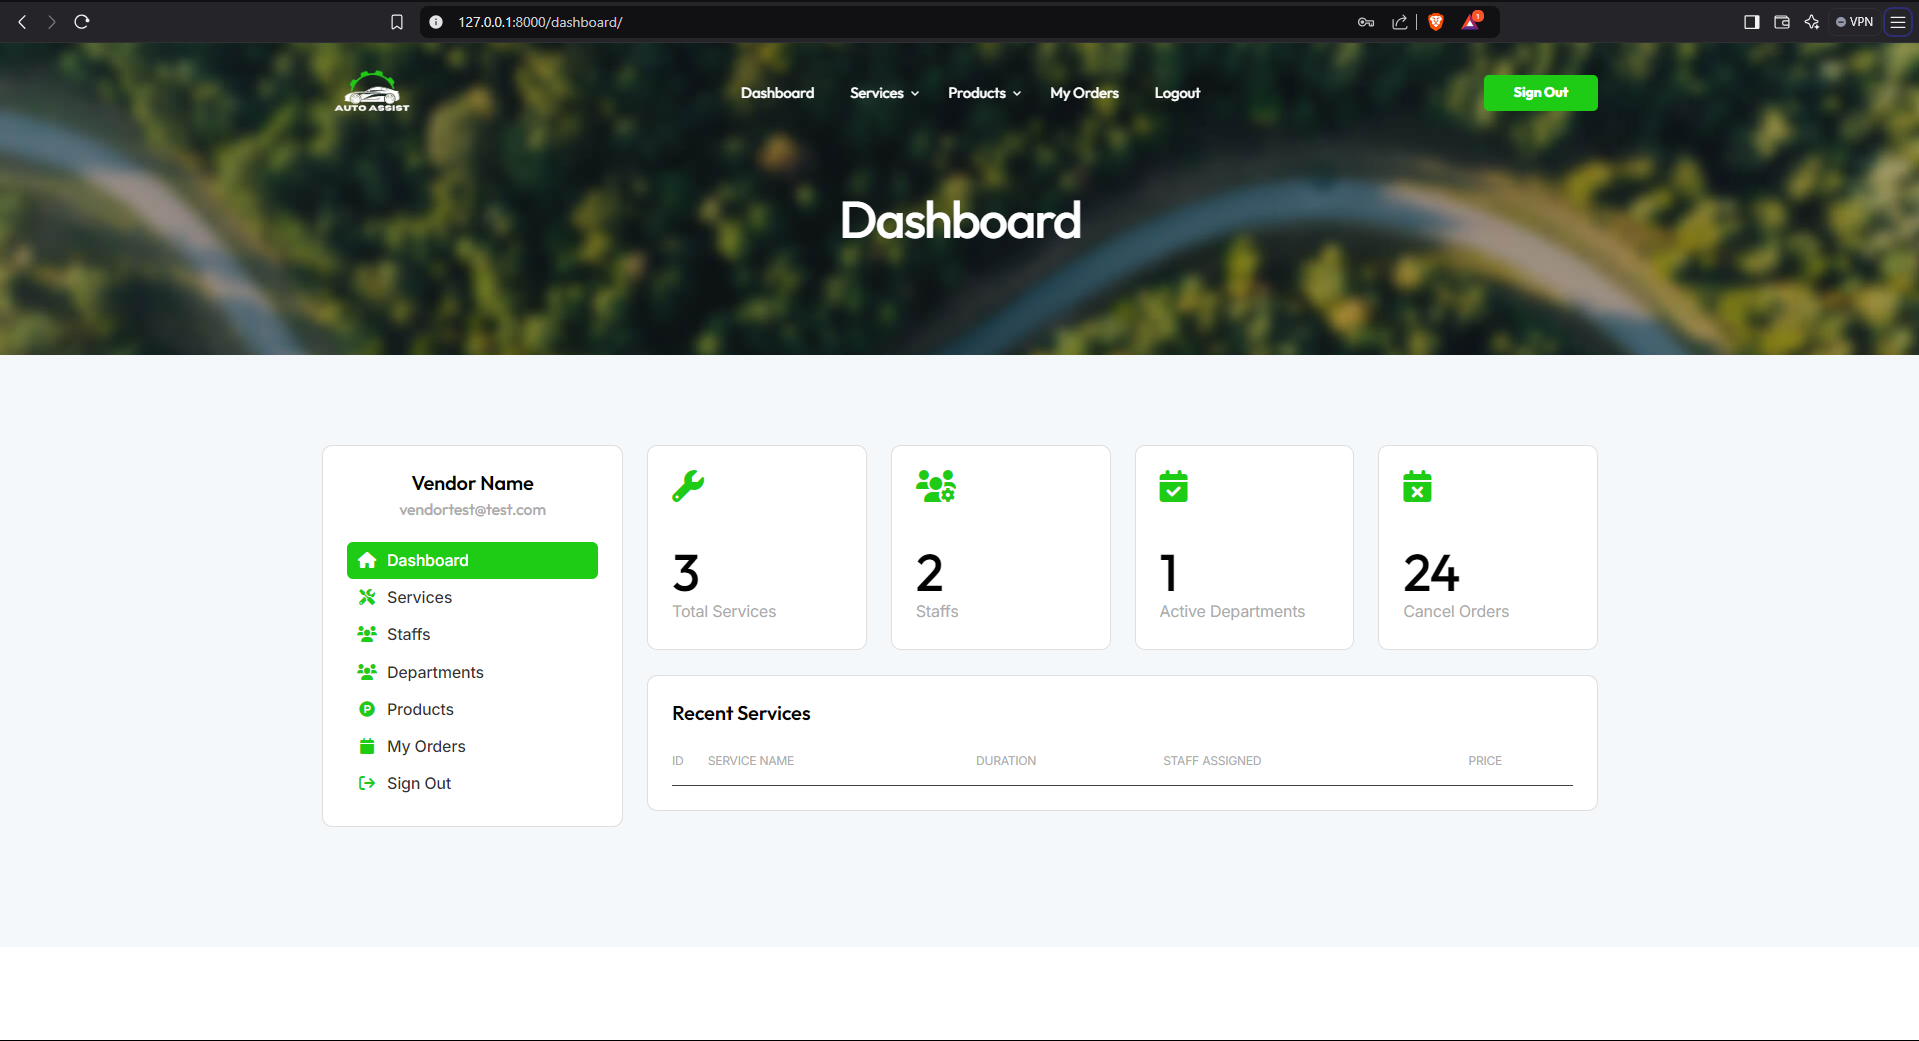 127.0.0.1:8000/dashboard/
1
VPN
AUTO ASSIST
Dashboard
Services
Products
My Orders
Logout
Sign Out
Dashboard
Vendor Name
vendortest@test.com
Dashboard
Services
Staffs
Departments
P
Products
My Orders
Sign Out
3
Total Services
2
Staffs
1
Active Departments
24
Cancel Orders
Recent Services
ID SERVICE NAME DURATION STAFF ASSIGNED PRICE